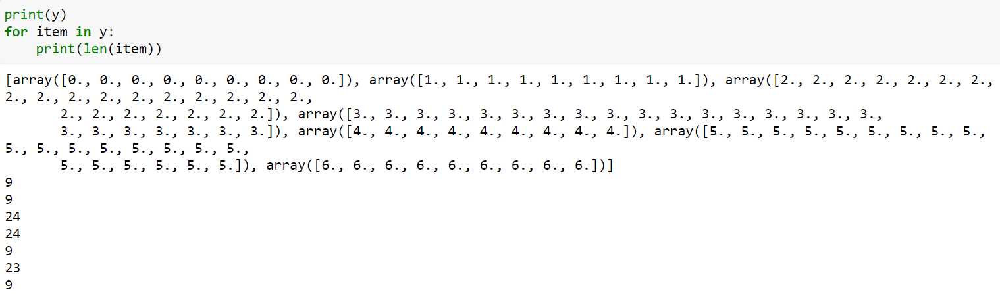 print(y)
for item in y:
    print(len(item))
[array([0., 0., 0., 0., 0., 0., 0., 0., 0.]), array([1., 1., 1., 1., 1., 1., 1., 1., 1.]), array([2., 2., 2., 2., 2., 2., 2.,
2., 2., 2., 2., 2., 2., 2., 2., 2., 2.,
       2., 2., 2., 2., 2., 2., 2.]), array([3., 3., 3., 3., 3., 3., 3., 3., 3., 3., 3., 3., 3., 3., 3., 3., 3.,
       3., 3., 3., 3., 3., 3., 3.]), array([4., 4., 4., 4., 4., 4., 4., 4., 4.]), array([5., 5., 5., 5., 5., 5., 5., 5., 5.,
5., 5., 5., 5., 5., 5., 5., 5.,
       5., 5., 5., 5., 5., 5.]), array([6., 6., 6., 6., 6., 6., 6., 6., 6.])]
9
9
24
24
9
23
9